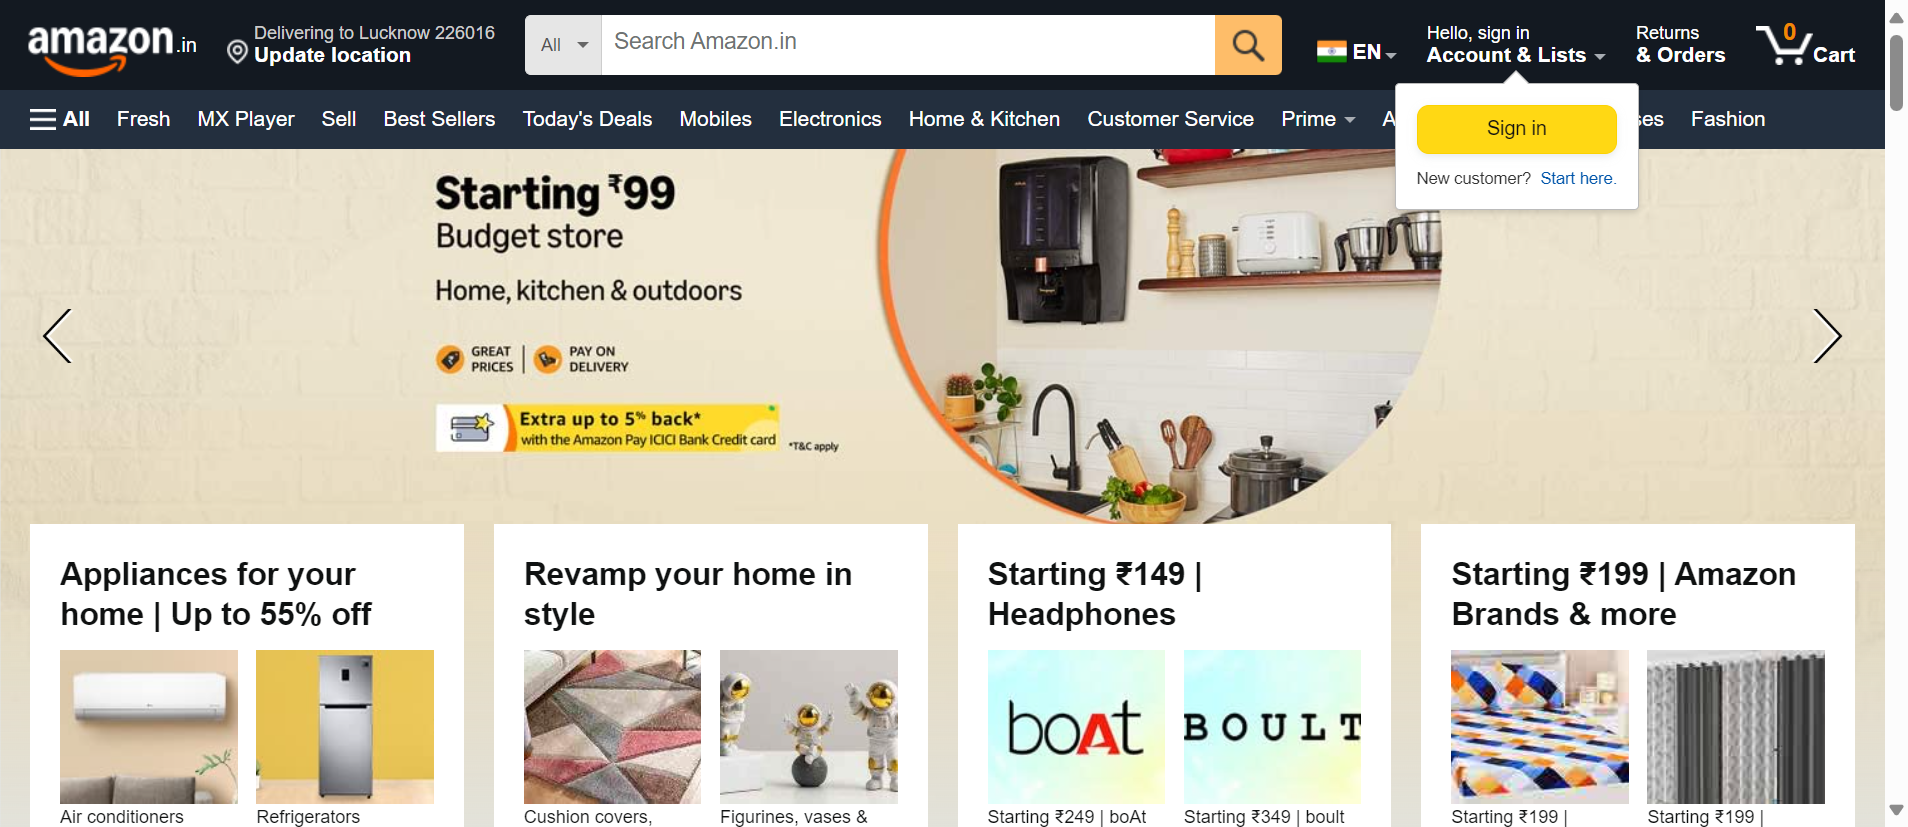 amazon.in
Delivering to Lucknow 226016
Update location
All
Search Amazon.in
EN
Hello, sign in
Account & Lists
Returns
& Orders
0
Cart
All
Fresh
MX Player
Sell
Best Sellers
Today's Deals
Mobiles
Electronics
Home & Kitchen
Customer Service
Prime
Fashion
Sign in
New customer? Start here.
Starting ₹99
Budget store
Home, kitchen & outdoors
GREAT
PRICES
PAY ON
DELIVERY
Extra up to 5% back*
with the Amazon Pay ICICI Bank Credit card
*T&C apply
Appliances for your
home | Up to 55% off
Air conditioners
Refrigerators
Revamp your home in
style
Cushion covers,
Figurines, vases &
Starting ₹149 |
Headphones
boAt
BOULT
Starting ₹249 | boAt
Starting ₹349 | boult
Starting ₹199 | Amazon
Brands & more
Starting ₹199 |
Starting ₹199 |